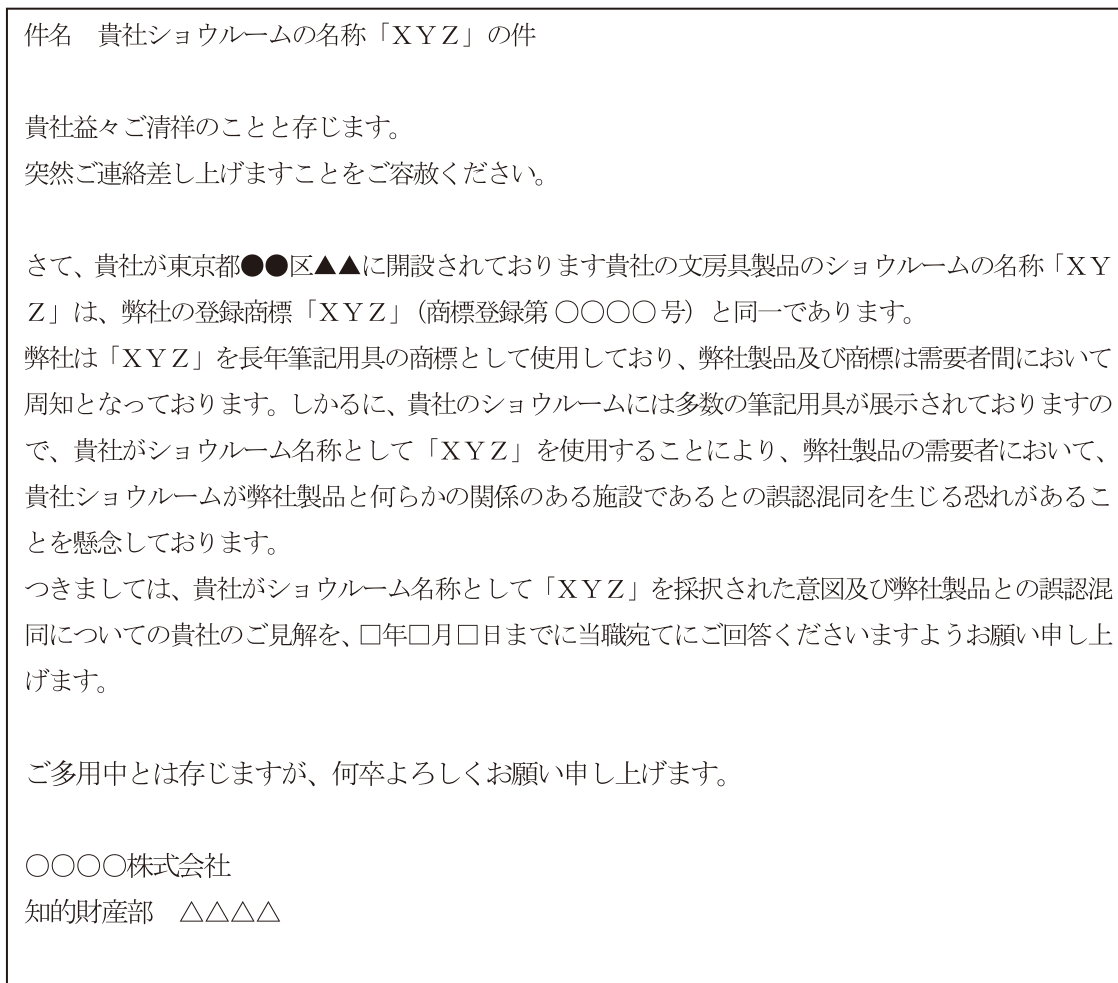 件名　貴社ショウルームの名称「ＸＹＺ」の件
貴社益々ご清祥のことと存じます。
突然ご連絡差し上げますことをご容赦ください。
さて、貴社が東京都●●区▲▲に開設されております貴社の文房具製品のショウルームの名称「ＸＹ
Ｚ」は、弊社の登録商標「ＸＹＺ」（商標登録第 〇〇〇〇 号）と同一であります。
弊社は「ＸＹＺ」を長年筆記用具の商標として使用しており、弊社製品及び商標は需要者間において
周知となっております。しかるに、貴社のショウルームには多数の筆記用具が展示されておりますの
で、貴社がショウルーム名称として「ＸＹＺ」を使用することにより、弊社製品の需要者において、
貴社ショウルームが弊社製品と何らかの関係のある施設であるとの誤認混同を生じる恐れがあるこ
とを懸念しております。
つきましては、貴社がショウルーム名称として「ＸＹＺ」を採択された意図及び弊社製品との誤認混
同についての貴社のご見解を、□年□月□日までに当職宛てにご回答くださいますようお願い申し上
げます。
ご多用中とは存じますが、何卒よろしくお願い申し上げます。
〇〇〇〇株式会社
知的財産部　△△△△